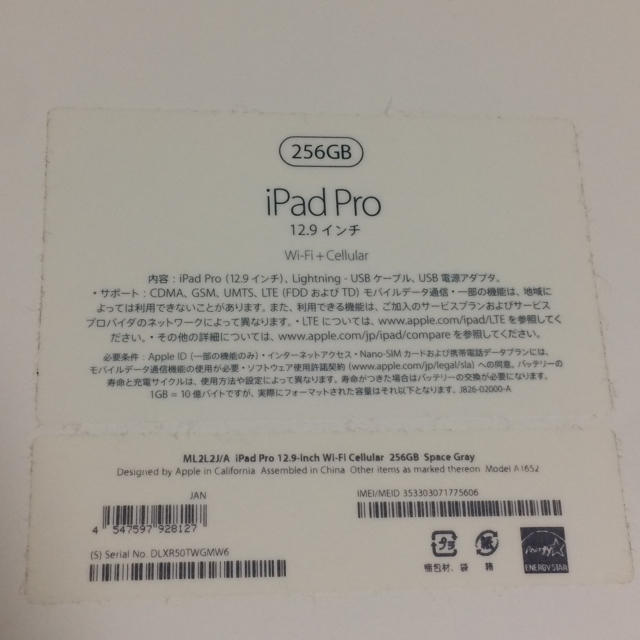 256GB
iPad Pro
12.9 インチ
Wi-Fi + Cellular
内容：iPad Pro (12.9 インチ)、Lightning - USB ケーブル、USB 電源アダプタ。
・サポート：CDMA、GSM、UMTS、LTE (FDD および TD) モバイルデータ通信・一部の機能は、地域に
よっては利用できないことがあります。また、利用できる機能は、ご加入のサービスプランおよびサービス
プロバイダのネットワークによって異なります。・LTE については、www.apple.com/ipad/LTE を参照してく
ださい。・その他の詳細については、www.apple.com/jp/ipad/compare を参照してください。
必要条件：Apple ID (一部の機能のみ)・インターネットアクセス・Nano-SIM カードおよび携帯電話データプランには、
モバイルデータ通信機能の使用が必要・ソフトウェア使用許諾契約 (www.apple.com/jp/legal/sla) への同意。バッテリーの
寿命と充電サイクルは、使用方法や設定によって異なります。寿命がつきた場合はバッテリーの交換が必要になります。
1GB = 10 億バイトですが、実際にフォーマットされた容量はそれ以下となります。 J826-02000-A
ML2L2J/A iPad Pro 12.9-inch Wi-Fi Cellular 256GB Space Gray
Designed by Apple in California Assembled in China Other items as marked thereon Model A1652
JAN
4 547597 928127
(S) Serial No. DLXR50TWGMW6
IMEI/MEID 353303071775606
プラ
紙
梱包材、袋 箱
energy
ENERGY STAR